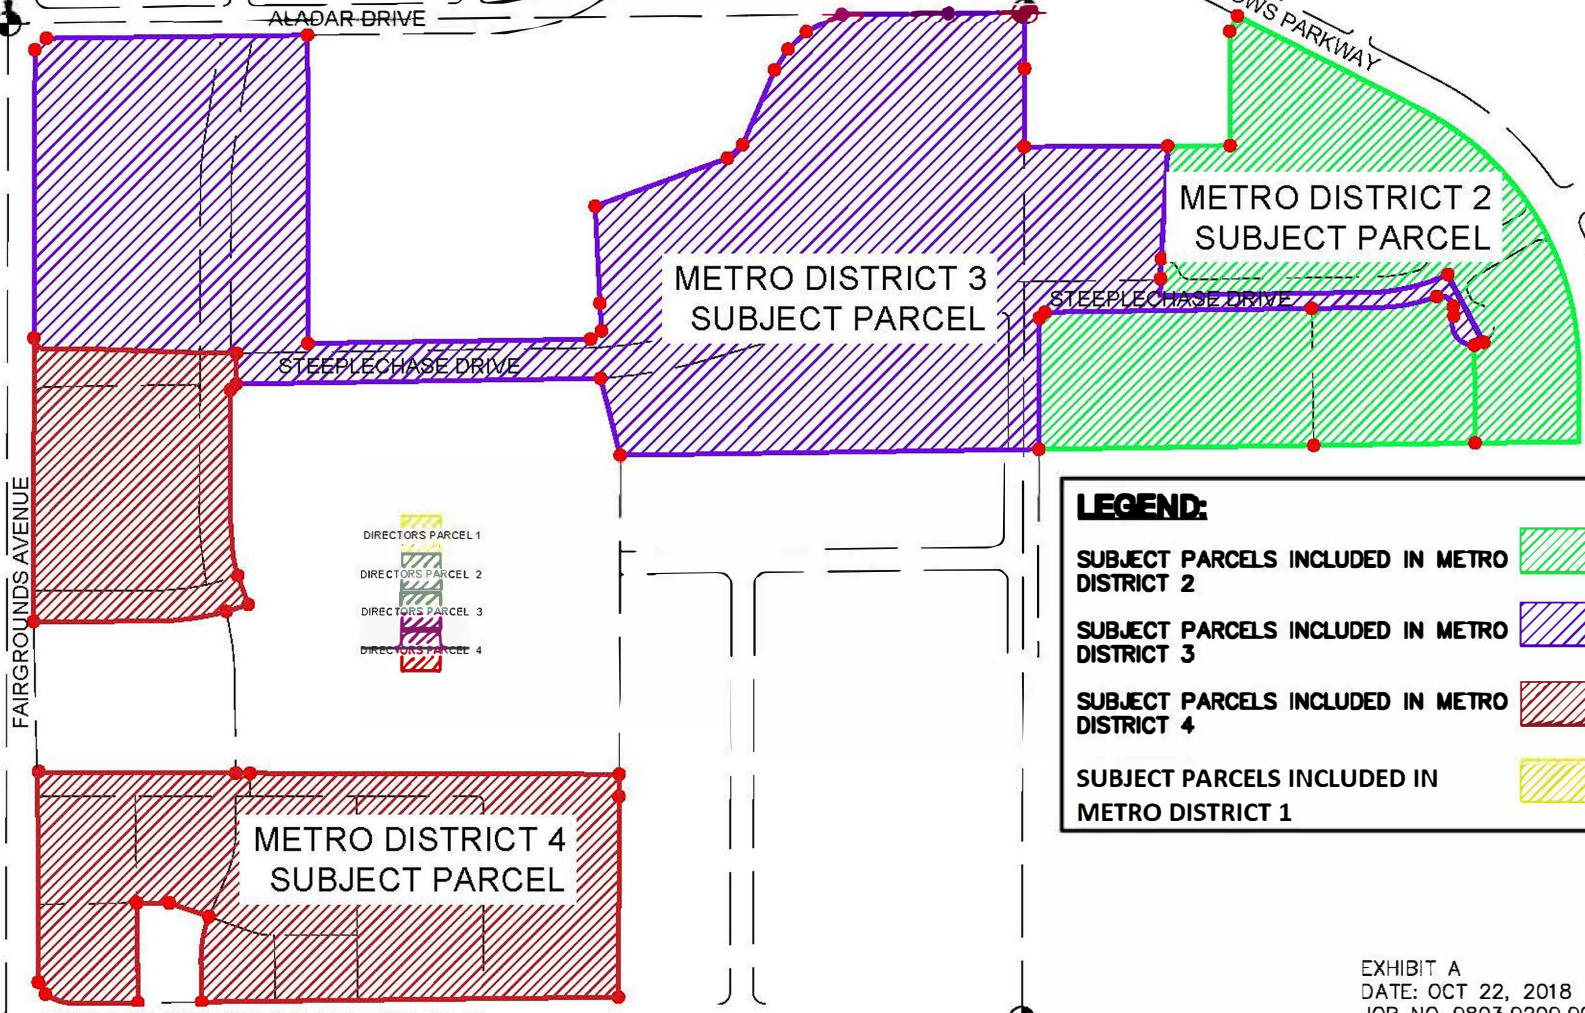 ALADAR DRIVE
PARKWAY
METRO DISTRICT 2
SUBJECT PARCEL
METRO DISTRICT 3
SUBJECT PARCEL
STEEPLECHASE DRIVE
STEEPLECHASE DRIVE
FAIRGROUNDS AVENUE
DIRECTORS PARCEL 1
DIRECTORS PARCEL 2
DIRECTORS PARCEL 3
DIRECTORS PARCEL 4
LEGEND:
SUBJECT PARCELS INCLUDED IN METRO
DISTRICT 2
SUBJECT PARCELS INCLUDED IN METRO
DISTRICT 3
SUBJECT PARCELS INCLUDED IN METRO
DISTRICT 4
SUBJECT PARCELS INCLUDED IN
METRO DISTRICT 1
METRO DISTRICT 4
SUBJECT PARCEL
EXHIBIT A
DATE: OCT 22, 2018